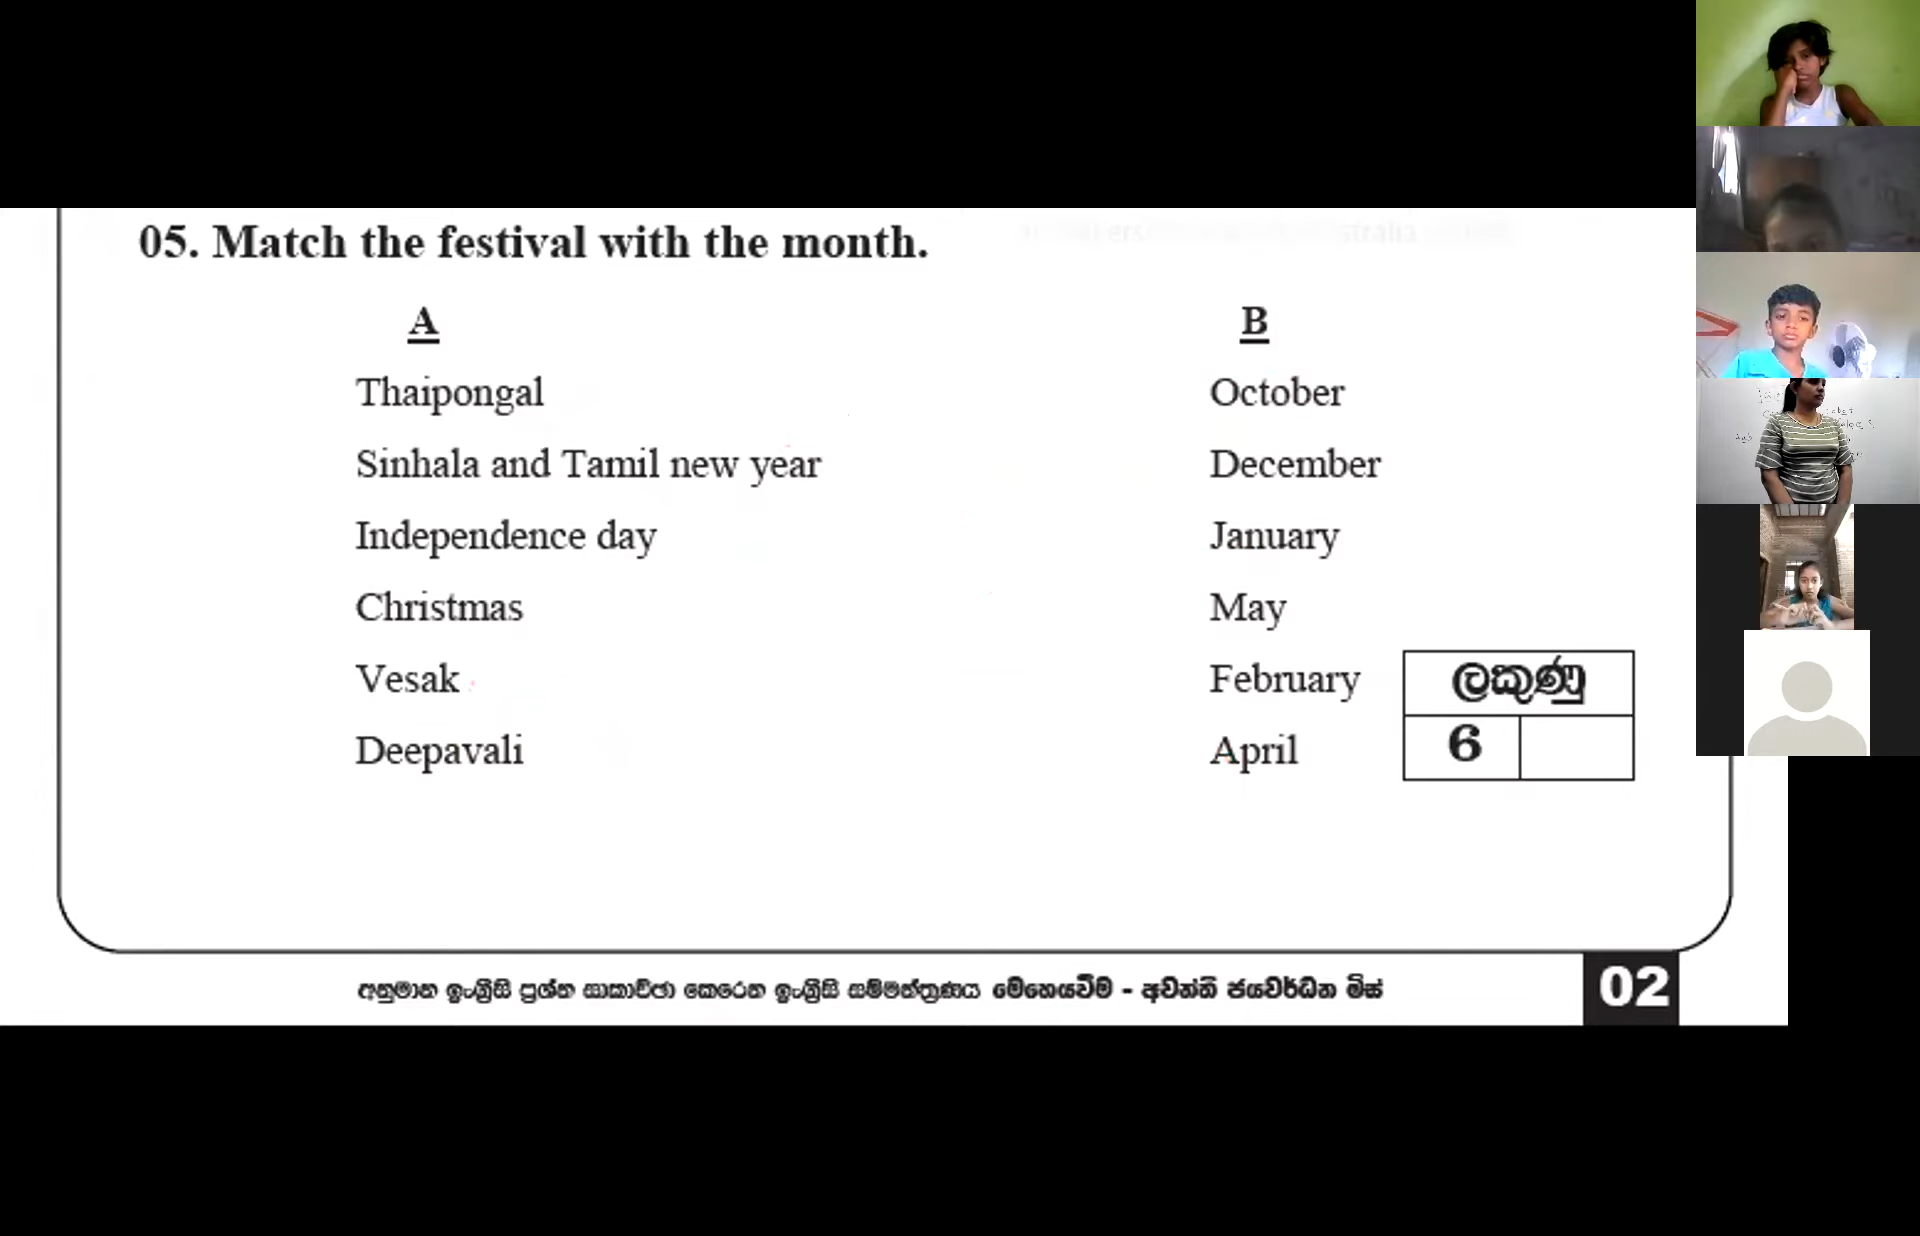 05. Match the festival with the month.
A B
Thaipongal October
Sinhala and Tamil new year December
Independence day January
Christmas May
Vesak February
Deepavali April
ලකුණු
6
අනුමාන ඉංග්‍රීසි ප්‍රශ්න සාකාච්ඡා කෙරෙන ඉංග්‍රීසි සම්මන්ත්‍රණය මෙහෙයවීම - අවන්ති ජයවර්ධන මිස්
02